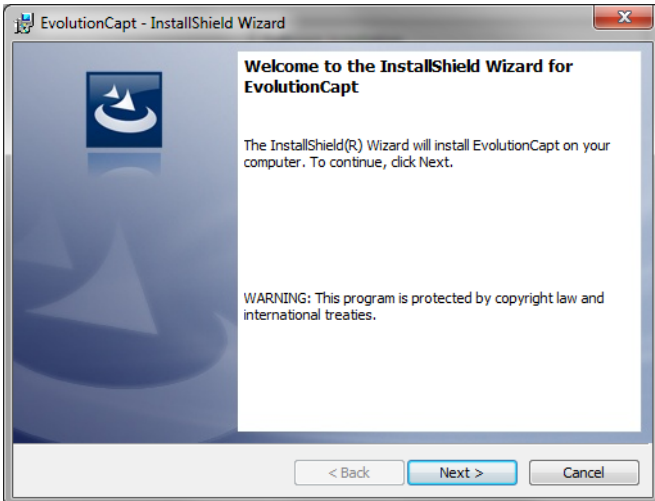 EvolutionCapt - InstallShield Wizard
Welcome to the InstallShield Wizard for
EvolutionCapt
The InstallShield(R) Wizard will install EvolutionCapt on your
computer. To continue, click Next.
WARNING: This program is protected by copyright law and
international treaties.
< Back Next > Cancel